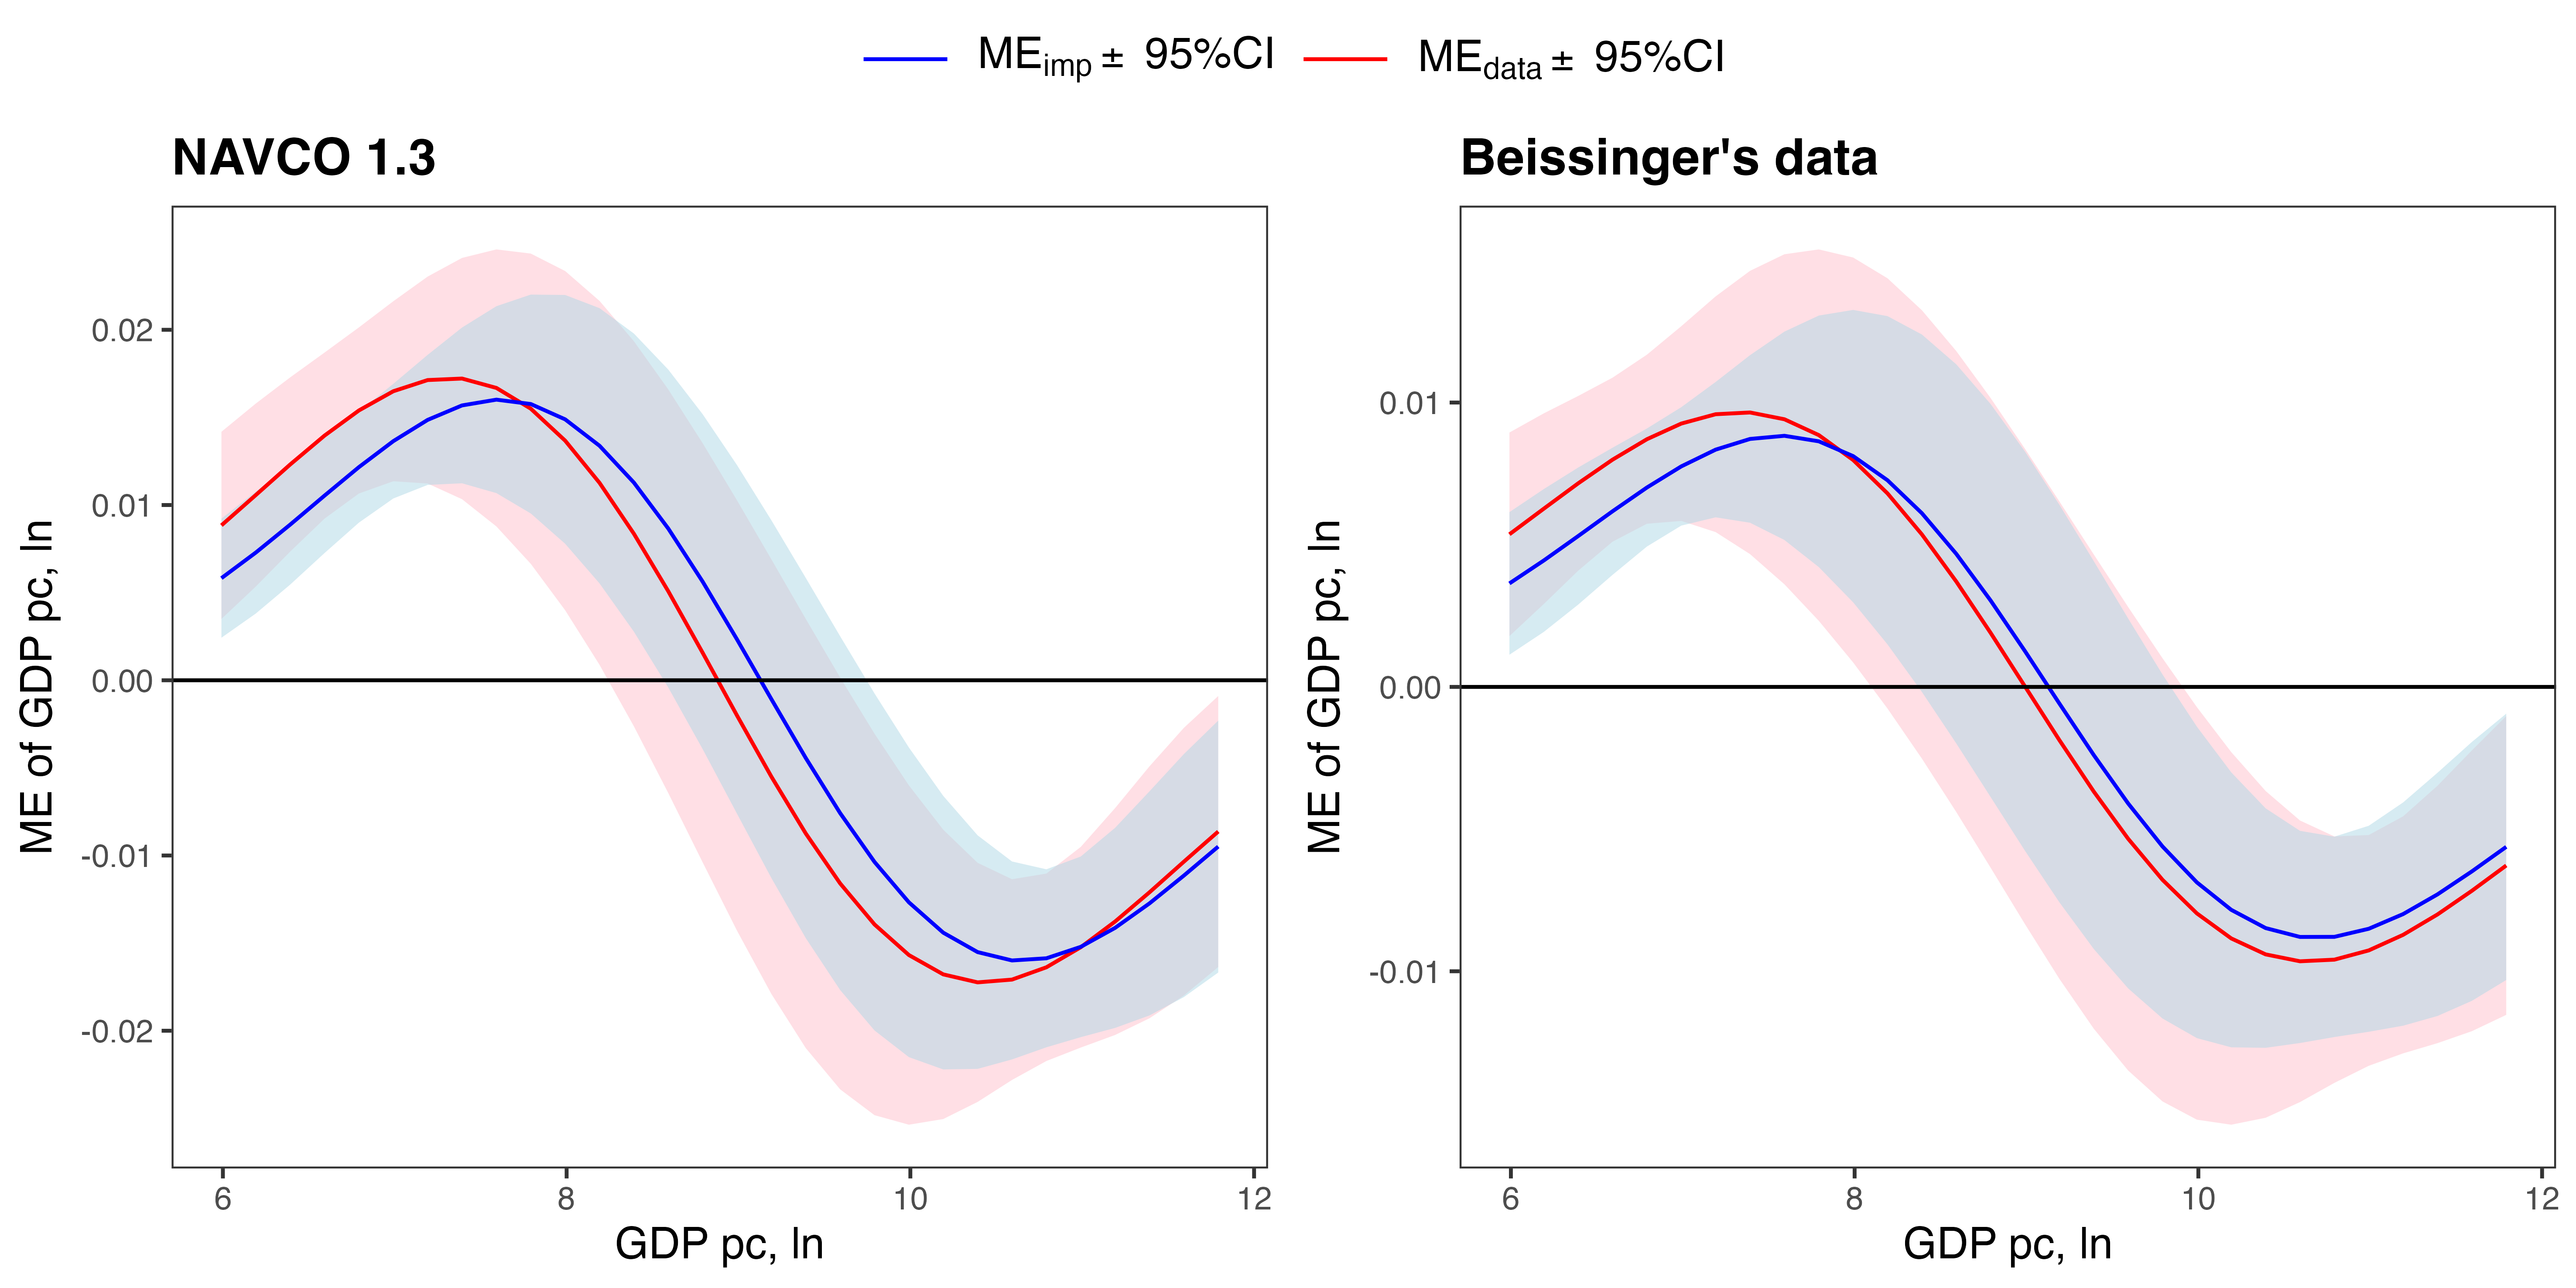 MEimp ± 95%CI MEdata ± 95%CI
NAVCO 1.3
ME of GDP pc, ln
0.02
0.01
0.00
-0.01
-0.02
6 8 10 12
GDP pc, ln
Beissinger's data
ME of GDP pc, ln
0.01
0.00
-0.01
6 8 10 12
GDP pc, ln